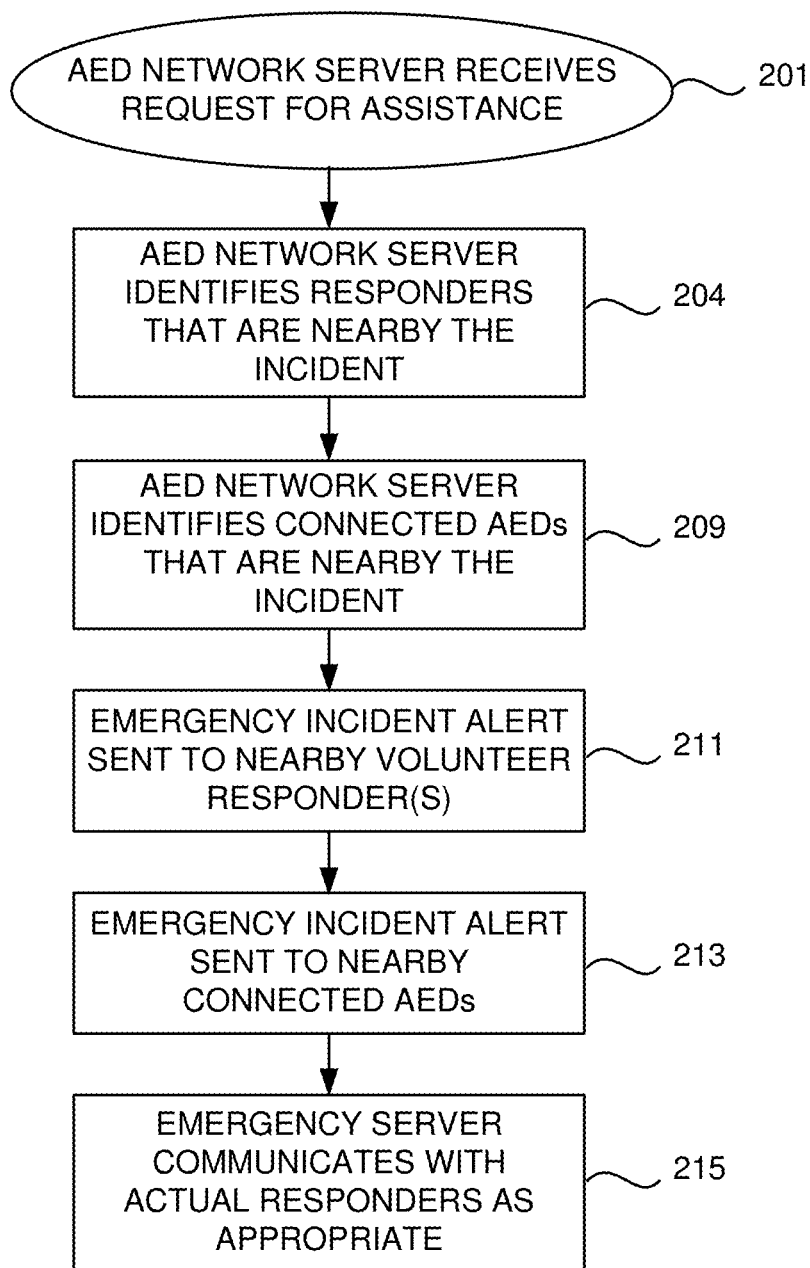 AED NETWORK SERVER RECEIVES
REQUEST FOR ASSISTANCE
201
AED NETWORK SERVER
IDENTIFIES RESPONDERS
THAT ARE NEARBY THE
INCIDENT
204
AED NETWORK SERVER
IDENTIFIES CONNECTED AEDs
THAT ARE NEARBY THE
INCIDENT
209
EMERGENCY INCIDENT ALERT
SENT TO NEARBY VOLUNTEER
RESPONDER(S)
211
EMERGENCY INCIDENT ALERT
SENT TO NEARBY
CONNECTED AEDs
213
EMERGENCY SERVER
COMMUNICATES WITH
ACTUAL RESPONDERS AS
APPROPRIATE
215